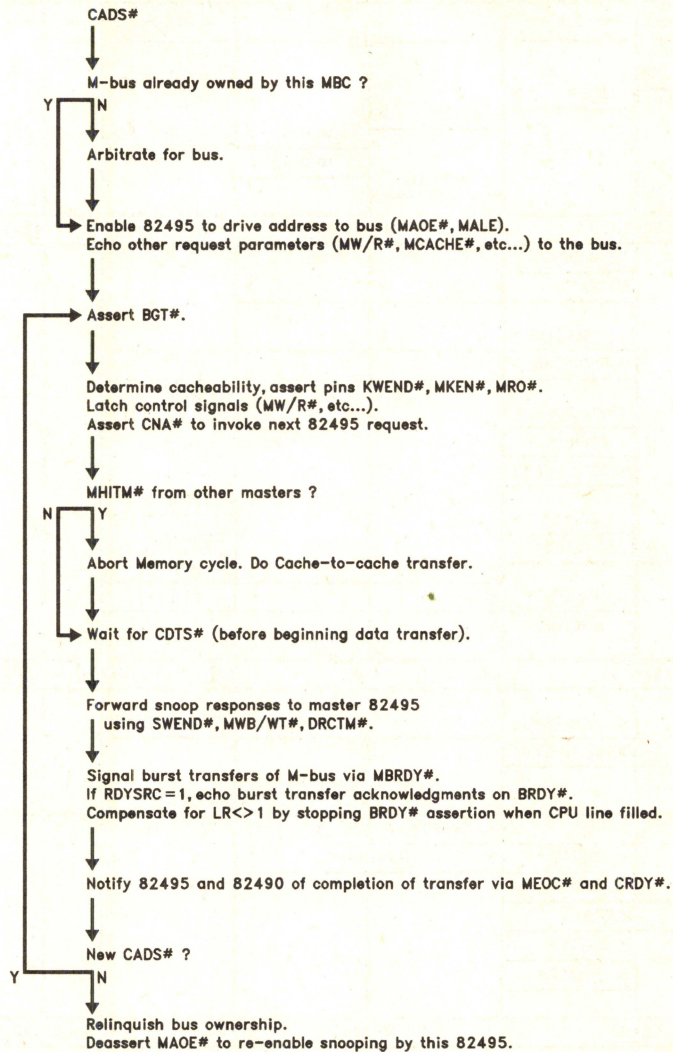 CADS#
M-bus already owned by this MBC ?
Y N
Arbitrate for bus.
Enable 82495 to drive address to bus (MAOE#, MALE).
Echo other request parameters (MW/R#, MCACHE#, etc...) to the bus.
Assert BGT#.
Determine cacheability, assert pins KWEND#, MKEN#, MRO#.
Latch control signals (MW/R#, etc...).
Assert CNA# to invoke next 82495 request.
MHITM# from other masters ?
N Y
Abort Memory cycle. Do Cache-to-cache transfer.
Wait for CDTS# (before beginning data transfer).
Forward snoop responses to master 82495
using SWEND#, MWB/WT#, DRCTM#.
Signal burst transfers of M-bus via MBRDY#.
If RDYSRC=1, echo burst transfer acknowledgments on BRDY#.
Compensate for LR<>1 by stopping BRDY# assertion when CPU line filled.
Notify 82495 and 82490 of completion of transfer via MEOC# and CRDY#.
New CADS# ?
Y N
Relinquish bus ownership.
Deassert MAOE# to re-enable snooping by this 82495.